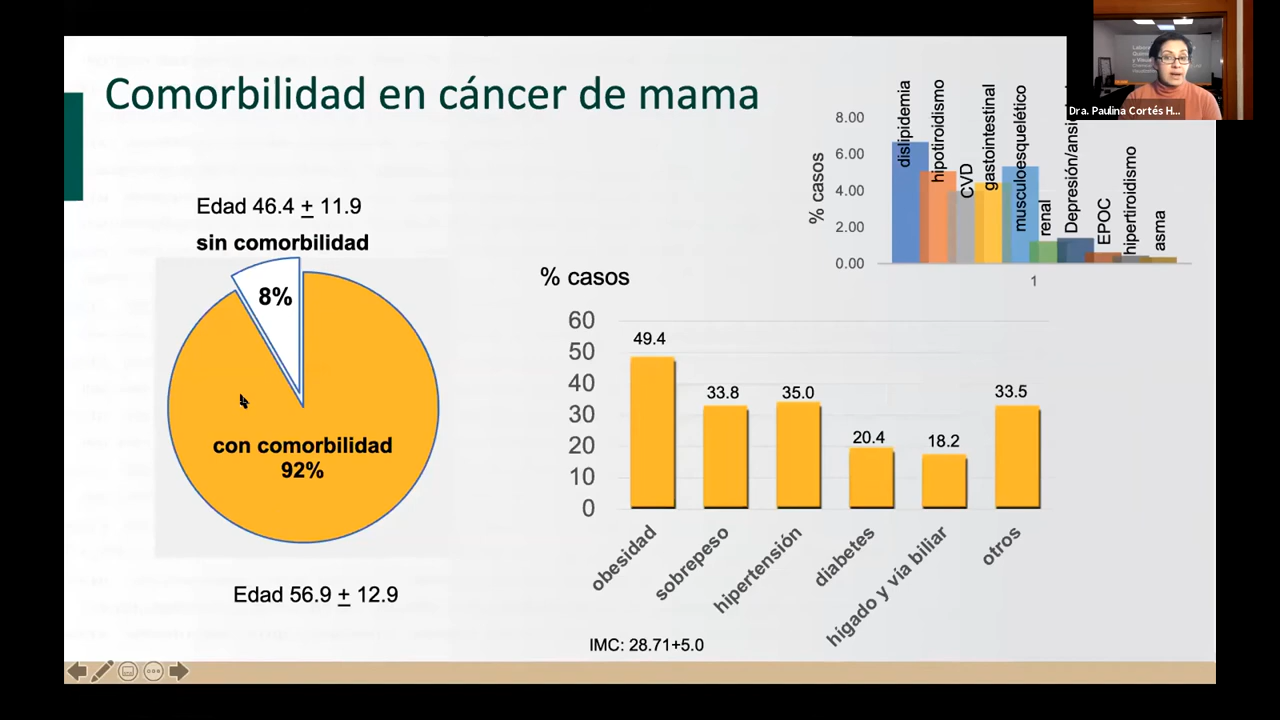 Comorbilidad en cáncer de mama
Dra. Paulina Cortés H...
Edad 46.4 + 11.9
sin comorbilidad
8%
con comorbilidad
92%
Edad 56.9 + 12.9
% casos
8.00
6.00
4.00
2.00
0.00
dislipidemia
hipotiroidismo
CVD
gastointestinal
musculoesquelético
renal
Depresión/ansi
EPOC
hipertiroidismo
asma
1
% casos
60
50
40
30
20
10
0
49.4
33.8
35.0
20.4
18.2
33.5
obesidad
sobrepeso
hipertensión
diabetes
hígado y vía biliar
otros
IMC: 28.71+5.0